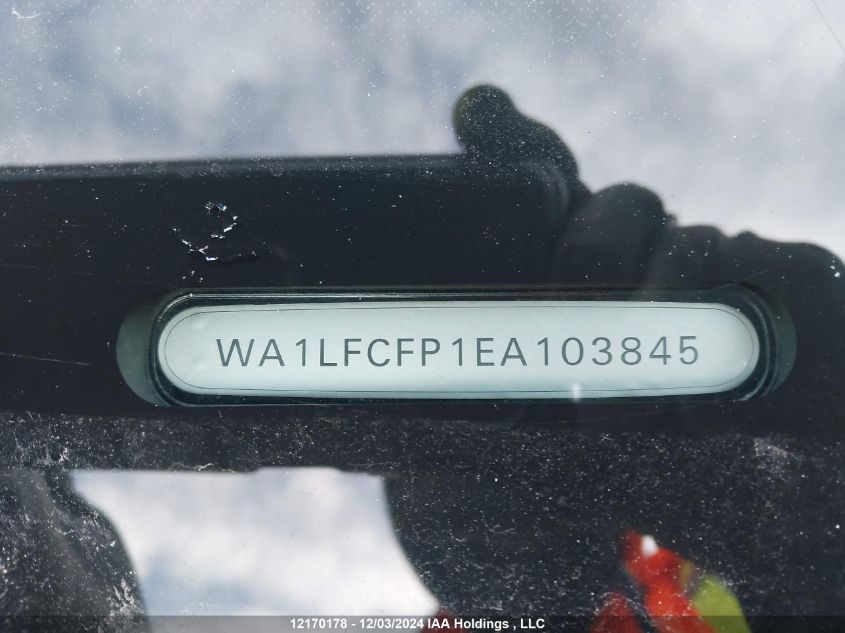 WA1LFCFP1EA103845
12170178 - 12/03/2024 IAA Holdings , LLC